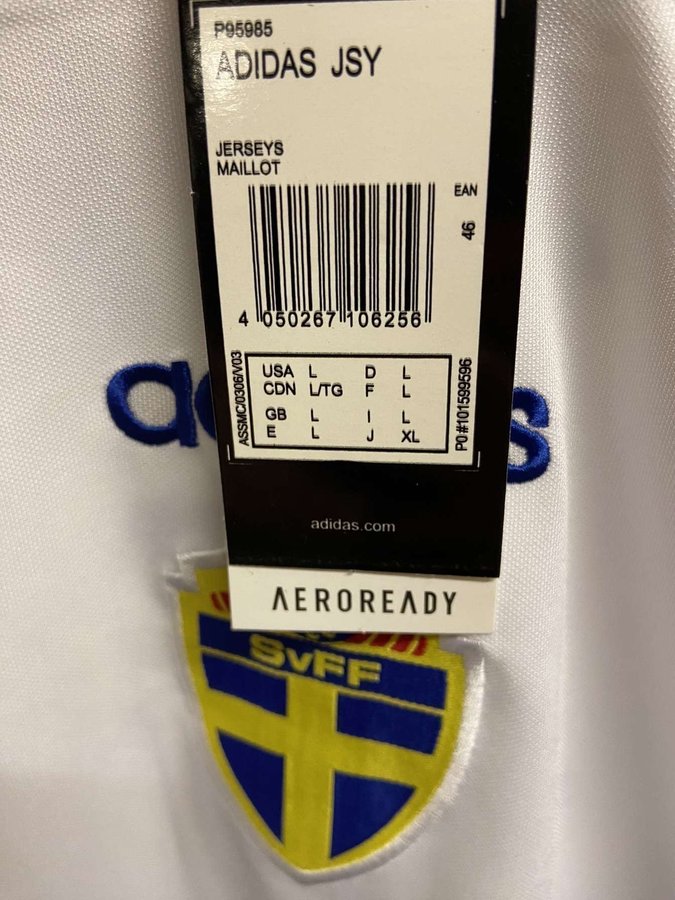 P95985
ADIDAS JSY
JERSEYS
MAILLOT
EAN
46
4 050267 106256
ASSMC/0306/V03
USA L D L
CDN L/TG F L
GB L I L
E L J XL
PO#101599596
adidas.com
AEROREADY
SvFF